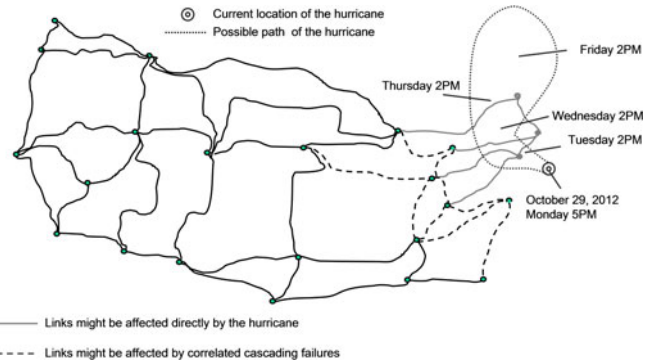 Current location of the hurricane
Possible path of the hurricane
Friday 2PM
Thursday 2PM
Wednesday 2PM
Tuesday 2PM
October 29, 2012
Monday 5PM
Links might be affected directly by the hurricane
Links might be affected by correlated cascading failures